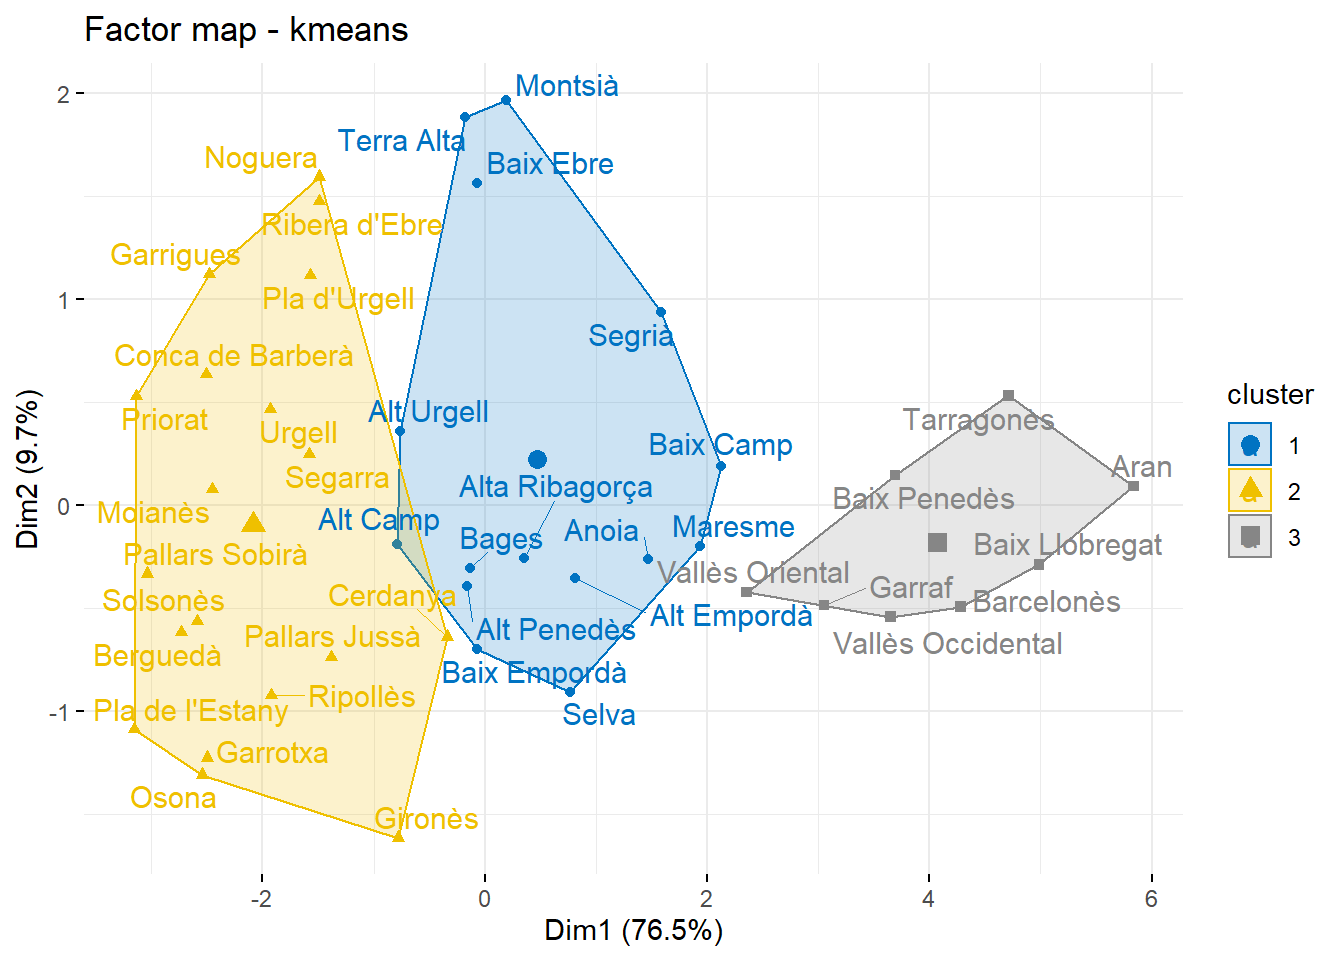 Factor map - kmeans
2
Montsià
Terra Alta
Noguera
Baix Ebre
Ribera d'Ebre
Garrigues
1
Pla d'Urgell
Segrià
Conca de Barberà
Priorat
Alt Urgell
Tarragones
Urgell
Baix Camp
Aran
Segarra
Alta Ribagorça
Baix Penedès
0
Moianès
Alt Camp
Anoia
Maresme
Bages
Baix Llobregat
Pallars Sobirà
Vallès Oriental
Garraf
Cerdanya
Solsonès
Barcelonès
Alt Empordà
Alt Penedès
Pallars Jussà
Vallès Occidental
Berguedà
Baix Empordà
Ripollès
-1
Pla de l'Estany
Selva
Garrotxa
Osona
Gironès
-2
0
2
4
6
Dim1 (76.5%)
Dim2 (9.7%)
cluster
a 1
a 2
a 3